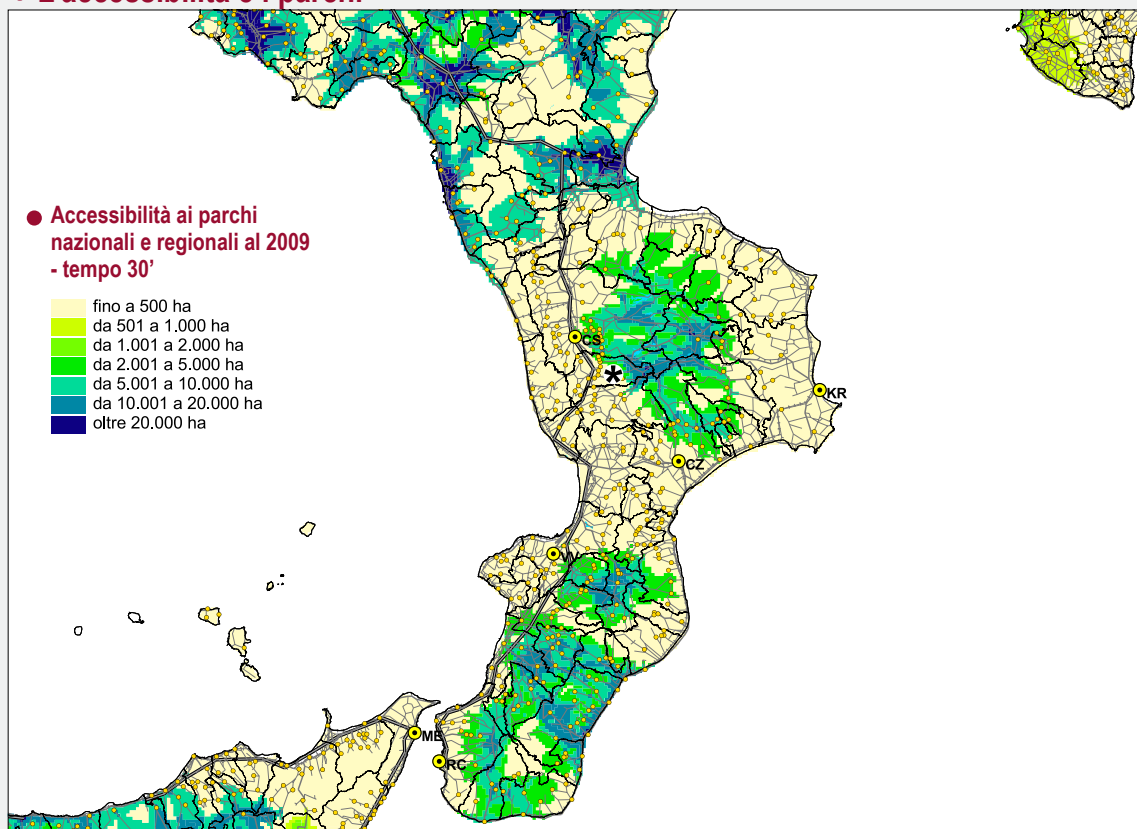 Accessibilità ai parchi
nazionali e regionali al 2009
- tempo 30'
fino a 500 ha
da 501 a 1.000 ha
da 1.001 a 2.000 ha
da 2.001 a 5.000 ha
da 5.001 a 10.000 ha
da 10.001 a 20.000 ha
oltre 20.000 ha
CS
*
KR
CZ
VV
ME
RC